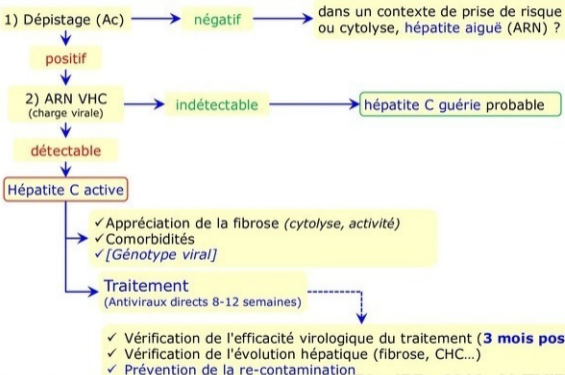 1) Dépistage (Ac)
négatif
dans un contexte de prise de risque
ou cytolyse, hépatite aiguë (ARN) ?
positif
2) ARN VHC
(charge virale)
indétectable
hépatite C guérie probable
détectable
Hépatite C active
✓Appréciation de la fibrose (cytolyse, activité)
✓Comorbidités
✓[Génotype viral]
Traitement
(Antiviraux directs 8-12 semaines)
✓ Vérification de l'efficacité virologique du traitement (3 mois pos
✓ Vérification de l'évolution hépatique (fibrose, CHC...)
✓ Prévention de la re-contamination